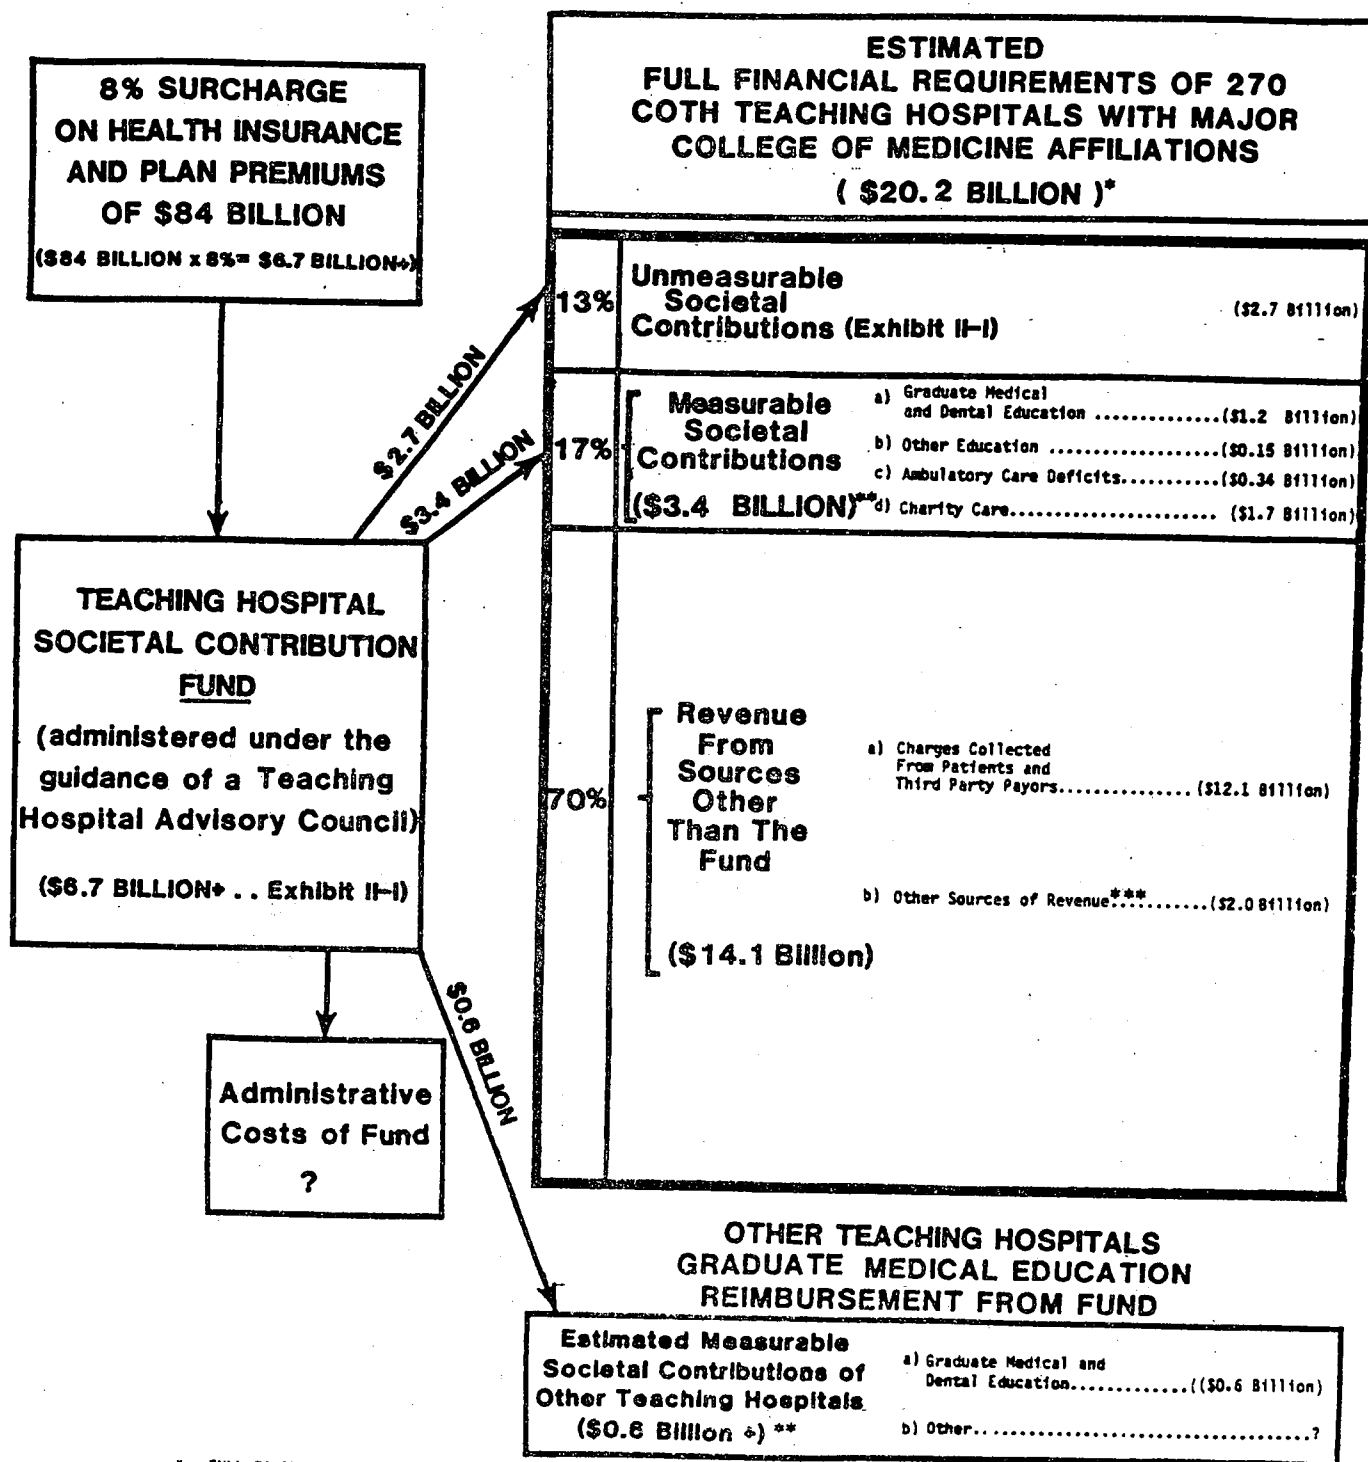 8% SURCHARGE
ON HEALTH INSURANCE
AND PLAN PREMIUMS
OF $84 BILLION
($84 BILLION x 8%= $6.7 BILLION+)
ESTIMATED
FULL FINANCIAL REQUIREMENTS OF 270
COTH TEACHING HOSPITALS WITH MAJOR
COLLEGE OF MEDICINE AFFILIATIONS
( $20.2 BILLION )*
13%
Unmeasurable
Societal
Contributions (Exhibit II-I)
($2.7 Billion)
$2.7 BILLION
$3.4 BILLION
17%
Measurable
Societal
Contributions
($3.4 BILLION)**
a) Graduate Medical
and Dental Education ..............($1.2 Billion)
b) Other Education ...................($0.15 Billion)
c) Ambulatory Care Deficits...........($0.34 Billion)
d) Charity Care....................... ($1.7 Billion)
TEACHING HOSPITAL
SOCIETAL CONTRIBUTION
FUND
(administered under the
guidance of a Teaching
Hospital Advisory Council)
($6.7 BILLION+ .. Exhibit II-I)
70%
Revenue
From
Sources
Other
Than The
Fund
($14.1 Billion)
a) Charges Collected
From Patients and
Third Party Payors............... ($12.1 Billion)
b) Other Sources of Revenue***.........($2.0 Billion)
$0.6 BILLION
Administrative
Costs of Fund
?
OTHER TEACHING HOSPITALS
GRADUATE MEDICAL EDUCATION
REIMBURSEMENT FROM FUND
Estimated Measurable
Societal Contributions of
Other Teaching Hospitals
($0.6 Billion +) **
a) Graduate Medical and
Dental Education..............(($0.6 Billion)
b) Other....................................?